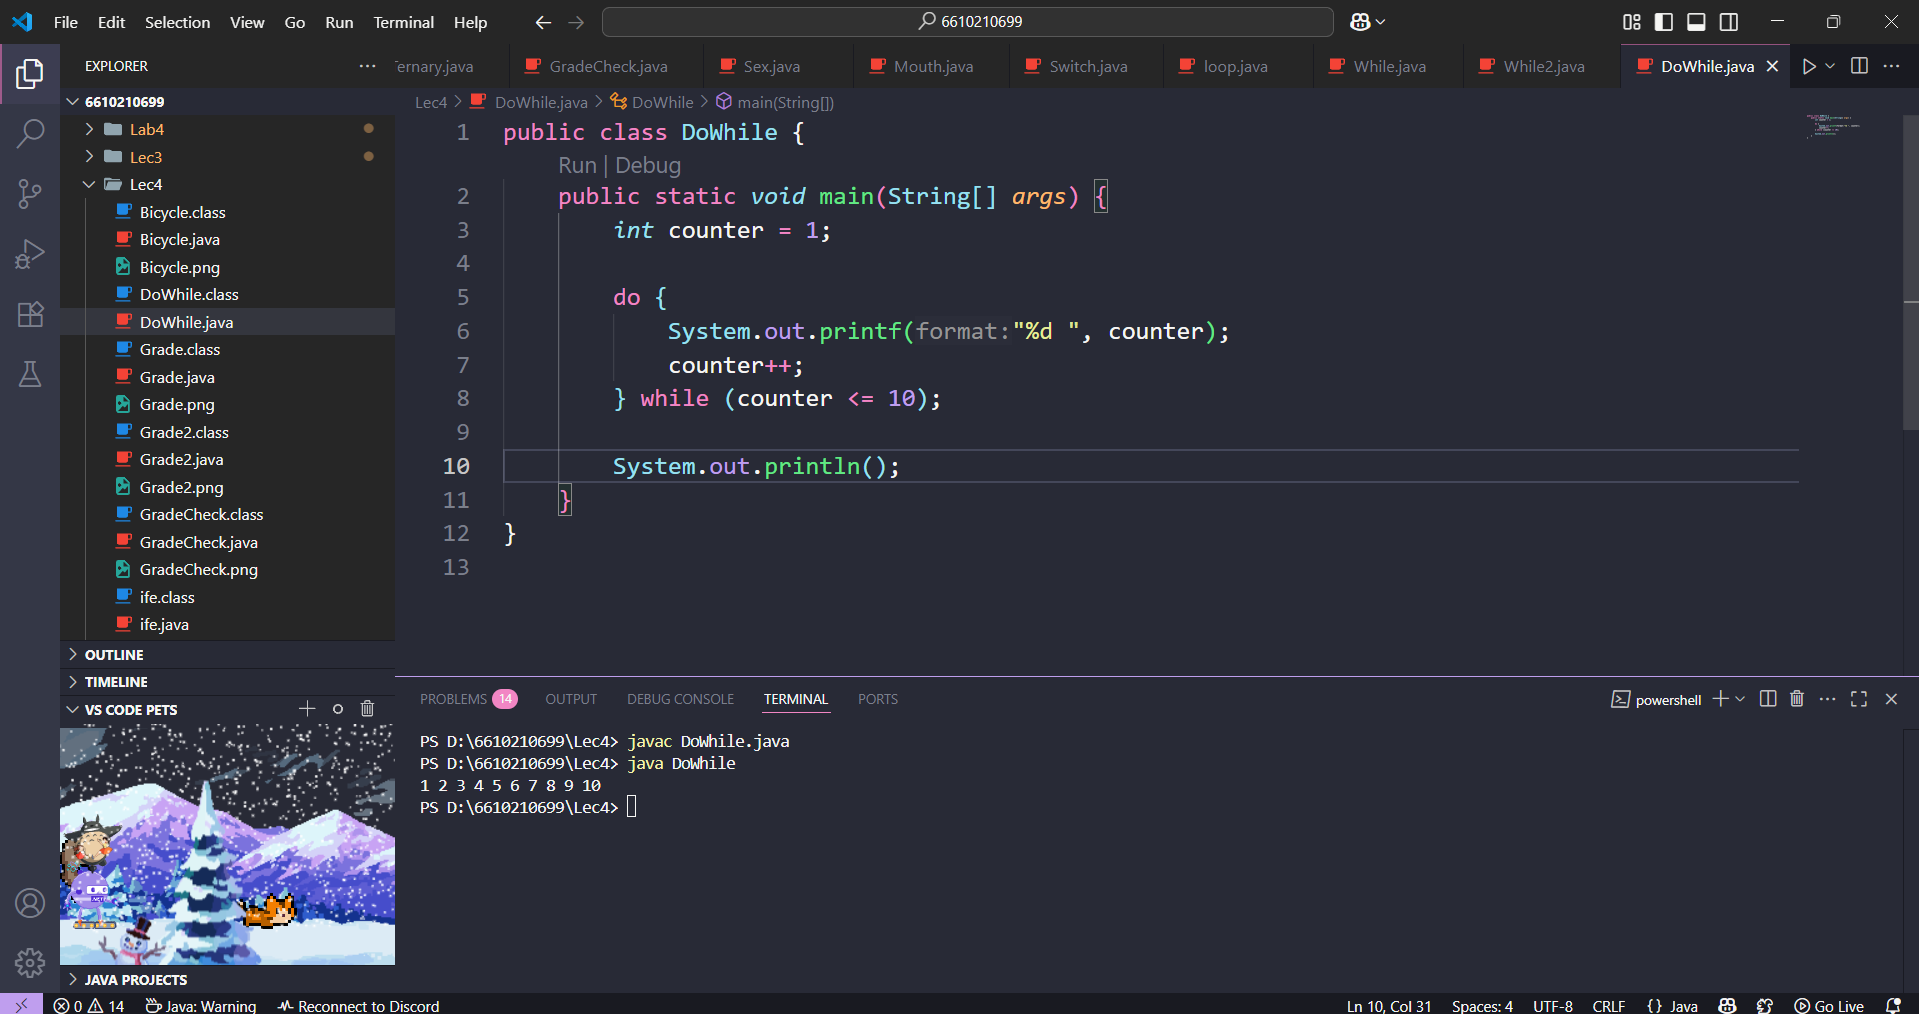 File Edit Selection View Go Run Terminal Help
6610210699
EXPLORER
ernary.java GradeCheck.java Sex.java Mouth.java Switch.java loop.java While.java While2.java DoWhile.java
6610210699
Lab4
Lec3
Lec4
Bicycle.class
Bicycle.java
Bicycle.png
DoWhile.class
DoWhile.java
Grade.class
Grade.java
Grade.png
Grade2.class
Grade2.java
Grade2.png
GradeCheck.class
GradeCheck.java
GradeCheck.png
ife.class
ife.java
OUTLINE
TIMELINE
VS CODE PETS
JAVA PROJECTS
Lec4 > DoWhile.java > DoWhile > main(String[])
1 public class DoWhile {
Run | Debug
2 public static void main(String[] args) {
3 int counter = 1;
4
5 do {
6 System.out.printf(format:"%d ", counter);
7 counter++;
8 } while (counter <= 10);
9
10 System.out.println();
11 }
12 }
13
PROBLEMS 14 OUTPUT DEBUG CONSOLE TERMINAL PORTS
powershell
PS D:\6610210699\Lec4> javac DoWhile.java
PS D:\6610210699\Lec4> java DoWhile
1 2 3 4 5 6 7 8 9 10
PS D:\6610210699\Lec4>
0 14 Java: Warning Reconnect to Discord
Ln 10, Col 31 Spaces: 4 UTF-8 CRLF {} Java Go Live